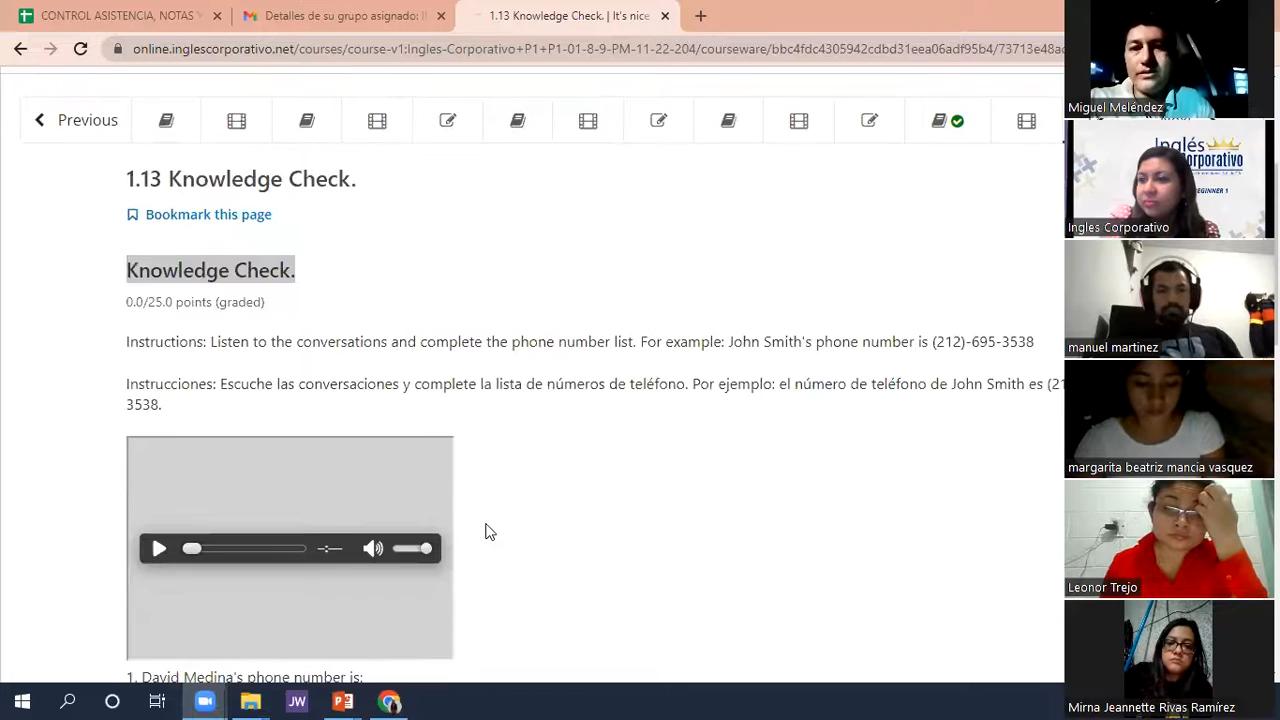 CONTROL ASISTENCIA, NOTAS Y
Detalles de su grupo asignado: I
1.13 Knowledge Check. | It's nice
online.inglescorporativo.net/courses/course-v1:Ingles-Corporativo+P1+P1-01-8-9-PM-11-22-204/courseware/bbc4fdc4305942cdbd31eea06adf95b4/73713e48ac
Previous
1.13 Knowledge Check.
Bookmark this page
Knowledge Check.
0.0/25.0 points (graded)
Instructions: Listen to the conversations and complete the phone number list. For example: John Smith's phone number is (212)-695-3538
Instrucciones: Escuche las conversaciones y complete la lista de números de teléfono. Por ejemplo: el número de teléfono de John Smith es (21
3538.
-:-
1. David Medina's phone number is:
Miguel Meléndez
Inglés
Corporativo
BEGINNER 1
Ingles Corporativo
manuel martinez
margarita beatriz mancia vasquez
Leonor Trejo
Mirna Jeannette Rivas Ramírez
JW